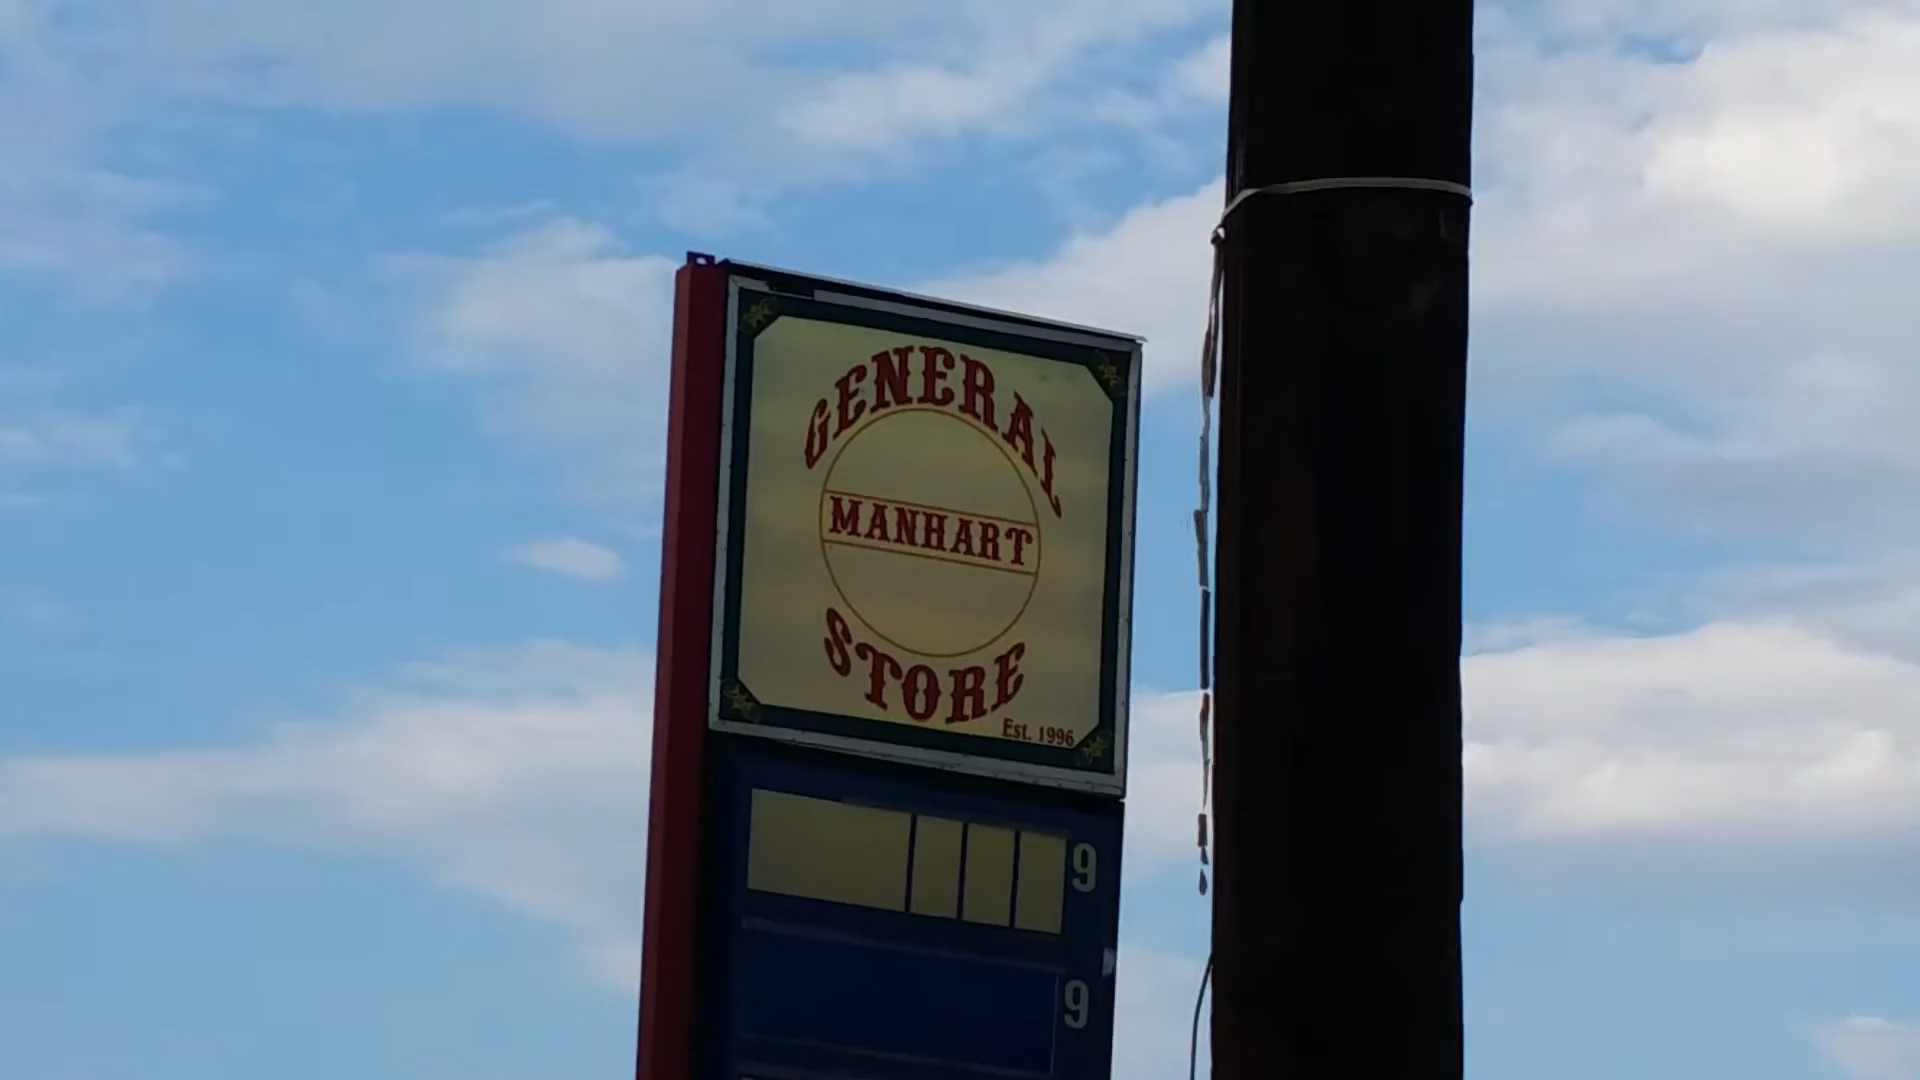 GENERAL
MANHART
STORE
Est. 1996
9
9